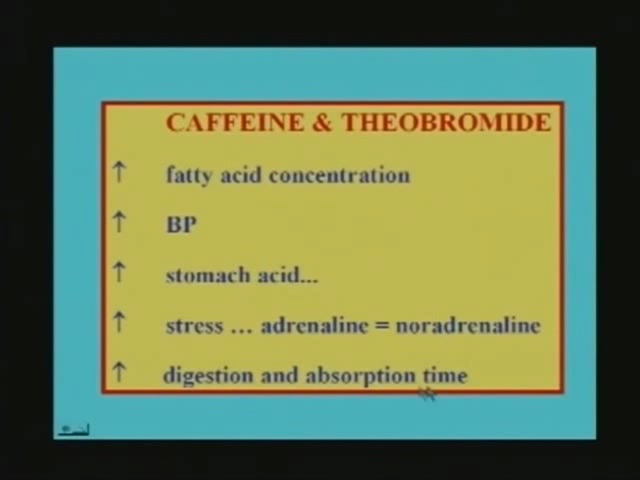 CAFFEINE & THEOBROMIDE
↑ fatty acid concentration
↑ BP
↑ stomach acid...
↑ stress ... adrenaline = noradrenaline
↑ digestion and absorption time